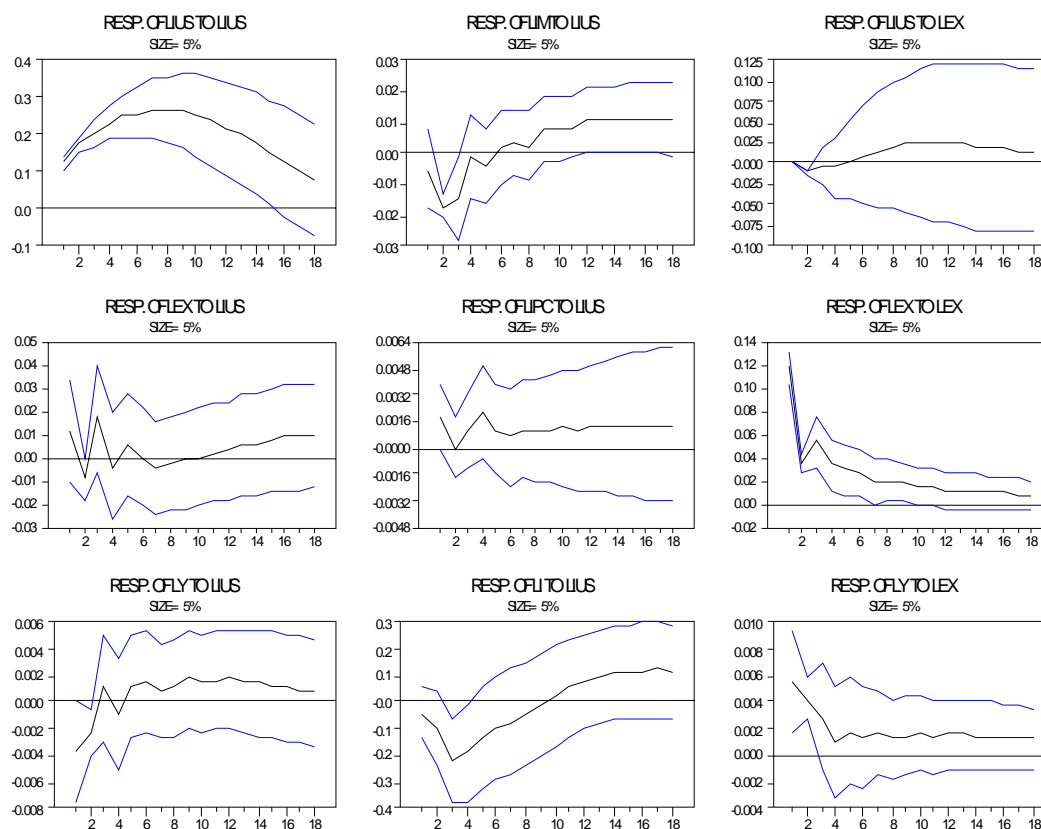 RESP. OF LIUS TO LIUS
SIZE= 5%
0.4
0.3
0.2
0.1
0.0
-0.1
2 4 6 8 10 12 14 16 18
RESP. OF LIM TO LIUS
SIZE= 5%
0.03
0.02
0.01
0.00
-0.01
-0.02
-0.03
2 4 6 8 10 12 14 16 18
RESP. OF LIUS TO LEX
SIZE= 5%
0.125
0.100
0.075
0.050
0.025
-0.000
-0.025
-0.050
-0.075
-0.100
2 4 6 8 10 12 14 16 18
RESP. OF LEX TO LIUS
SIZE= 5%
0.05
0.04
0.03
0.02
0.01
0.00
-0.01
-0.02
-0.03
2 4 6 8 10 12 14 16 18
RESP. OF LIPC TO LIUS
SIZE= 5%
0.0064
0.0048
0.0032
0.0016
-0.0000
-0.0016
-0.0032
-0.0048
2 4 6 8 10 12 14 16 18
RESP. OF LEX TO LEX
SIZE= 5%
0.14
0.12
0.10
0.08
0.06
0.04
0.02
0.00
-0.02
2 4 6 8 10 12 14 16 18
RESP. OF LY TO LIUS
SIZE= 5%
0.006
0.004
0.002
0.000
-0.002
-0.004
-0.006
-0.008
2 4 6 8 10 12 14 16 18
RESP. OF LI TO LIUS
SIZE= 5%
0.3
0.2
0.1
-0.0
-0.1
-0.2
-0.3
-0.4
2 4 6 8 10 12 14 16 18
RESP. OF LY TO LEX
SIZE= 5%
0.010
0.008
0.006
0.004
0.002
0.000
-0.002
-0.004
2 4 6 8 10 12 14 16 18